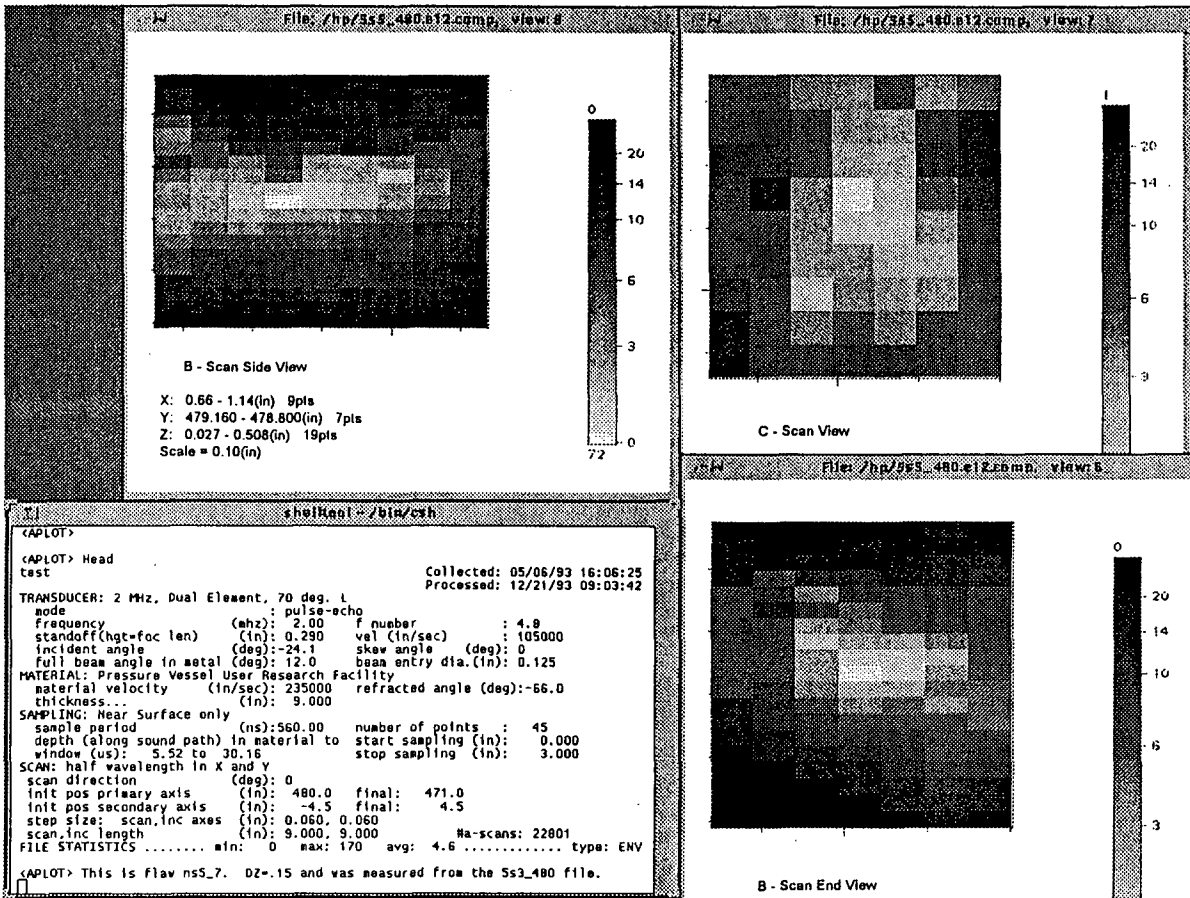 File: /hp/5s5_480.e12.comp, view: 8
0
20
14
10
6
3
0
72
B - Scan Side View
X: 0.66 - 1.14(in) 9pts
Y: 479.160 - 478.800(in) 7pts
Z: 0.027 - 0.508(in) 19pts
Scale = 0.10(in)
File: /hp/5s5_480.e12.comp, view: 7
20
14
10
6
3
C - Scan View
File: /hp/5s5_480.e12.comp, view: 6
0
20
14
10
6
3
B - Scan End View
shelltool - /bin/csh
<APLOT>
<APLOT> Head
test Collected: 05/06/93 16:06:25
Processed: 12/21/93 09:03:42
TRANSDUCER: 2 MHz, Dual Element, 70 deg. L
mode : pulse-echo
frequency (mhz): 2.00 f number : 4.8
standoff(hgt=foc len) (in): 0.290 vel (in/sec) : 105000
incident angle (deg):-24.1 skew angle (deg): 0
full beam angle in metal (deg): 12.0 beam entry dia.(in): 0.125
MATERIAL: Pressure Vessel User Research Facility
material velocity (in/sec): 235000 refracted angle (deg):-66.0
thickness... (in): 9.000
SAMPLING: Near Surface only
sample period (ns):560.00 number of points : 45
depth (along sound path) in material to start sampling (in): 0.000
window (us): 5.52 to 30.16 stop sampling (in): 3.000
SCAN: half wavelength in X and Y
scan direction (deg): 0
init pos primary axis (in): 480.0 final: 471.0
init pos secondary axis (in): -4.5 final: 4.5
step size: scan,inc axes (in): 0.060, 0.060
scan,inc length (in): 9.000, 9.000 #a-scans: 22801
FILE STATISTICS ........ min: 0 max: 170 avg: 4.6 ............. type: ENV
<APLOT> This is flaw ns5_7. DZ=.15 and was measured from the 5s3_480 file.